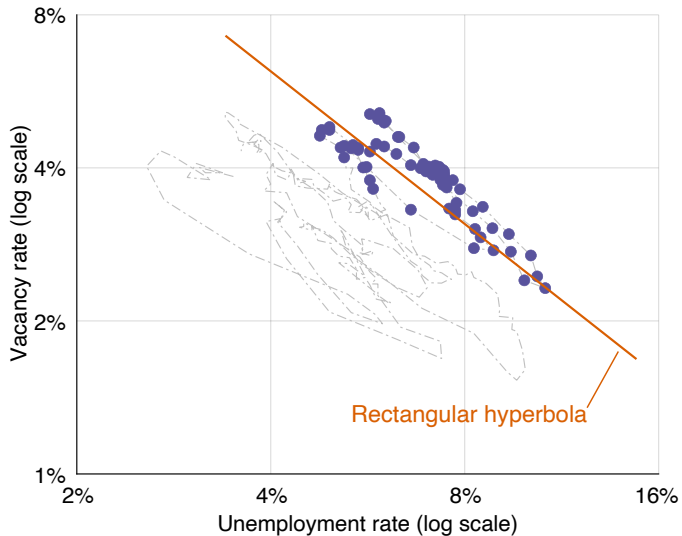 8%
4%
2%
1%
Vacancy rate (log scale)
Rectangular hyperbola
2%
4%
8%
16%
Unemployment rate (log scale)